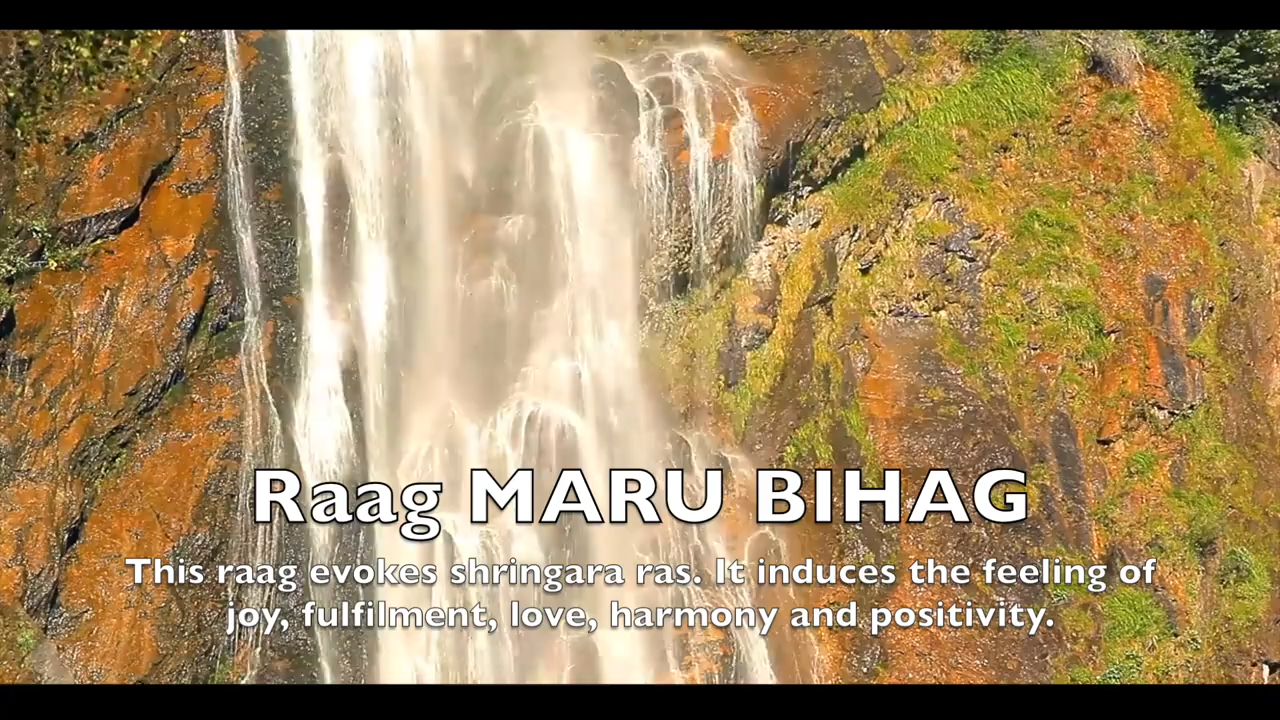 Raag MARU BIHAG
This raag evokes shringara ras. It induces the feeling of
joy, fulfilment, love, harmony and positivity.